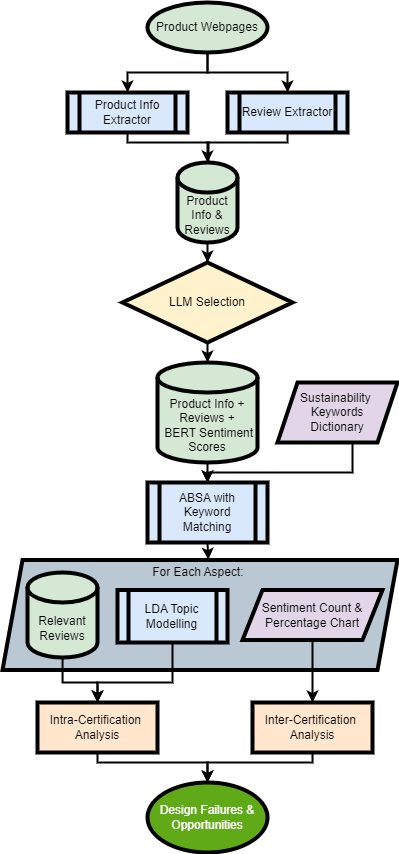 Product Webpages
Product Info
Extractor
Review Extractor
Product
Info &
Reviews
LLM Selection
Product Info +
Reviews +
BERT Sentiment
Scores
Sustainability
Keywords
Dictionary
ABSA with
Keyword
Matching
For Each Aspect:
Relevant
Reviews
LDA Topic
Modelling
Sentiment Count &
Percentage Chart
Intra-Certification
Analysis
Inter-Certification
Analysis
Design Failures &
Opportunities